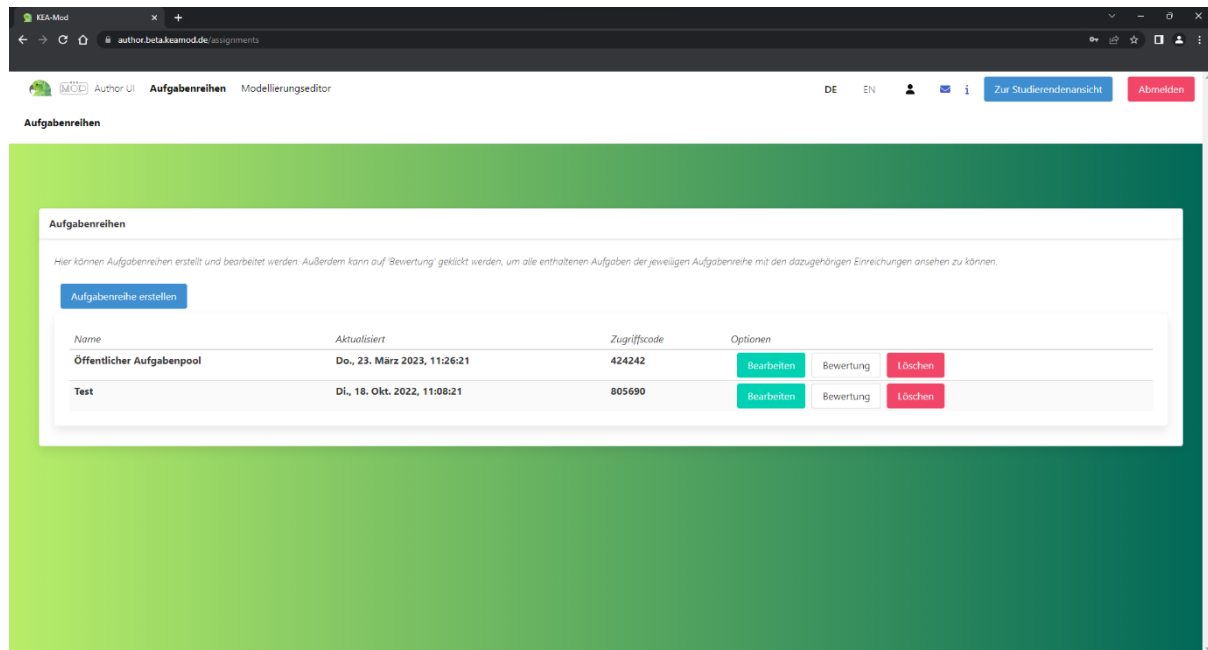 KEA-Mod
author.beta.keamod.de/assignments
MÖD Author UI Aufgabenreihen Modellierungseditor DE EN i Zur Studierendenansicht Abmelden
Aufgabenreihen
Aufgabenreihen
Hier können Aufgabenreihen erstellt und bearbeitet werden. Außerdem kann auf 'Bewertung' geklickt werden, um alle enthaltenen Aufgaben der jeweiligen Aufgabenreihe mit den dazugehörigen Einreichungen ansehen zu können.
Aufgabenreihe erstellen
Name Aktualisiert Zugriffscode Optionen
Öffentlicher Aufgabenpool Do., 23. März 2023, 11:26:21 424242 Bearbeiten Bewertung Löschen
Test Di., 18. Okt. 2022, 11:08:21 805690 Bearbeiten Bewertung Löschen